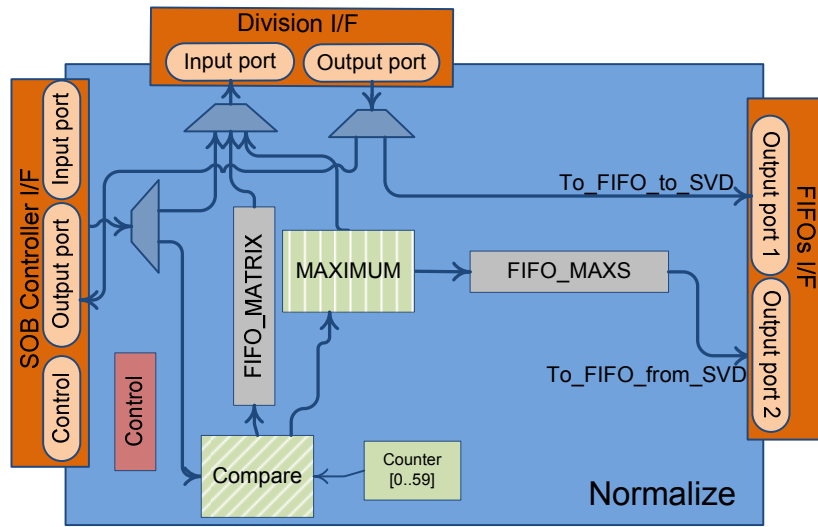 Division I/F
Input port
Output port
SOB Controller I/F
Input port
Output port
Control
FIFOs I/F
Output port 1
Output port 2
To_FIFO_to_SVD
FIFO_MATRIX
MAXIMUM
FIFO_MAXS
To_FIFO_from_SVD
Control
Compare
Counter
[0..59]
Normalize